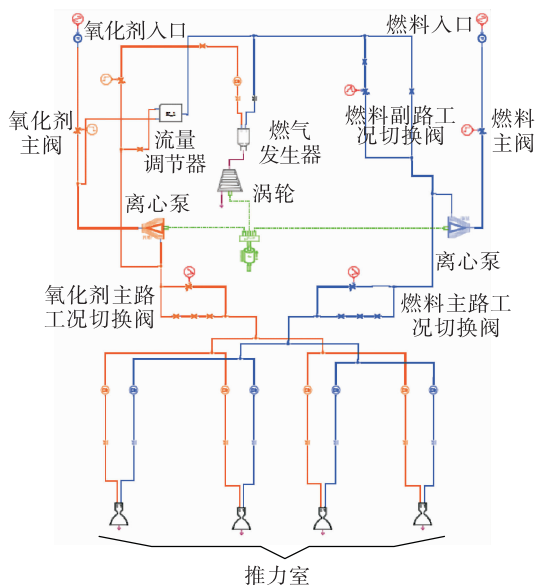 氧化剂入口
燃料入口
氧化剂
主阀
流量
调节器
燃气
发生器
燃料副路工
况切换阀
燃料
主阀
涡轮
离心泵
离心泵
氧化剂主路
工况切换阀
燃料主路工
况切换阀
推力室